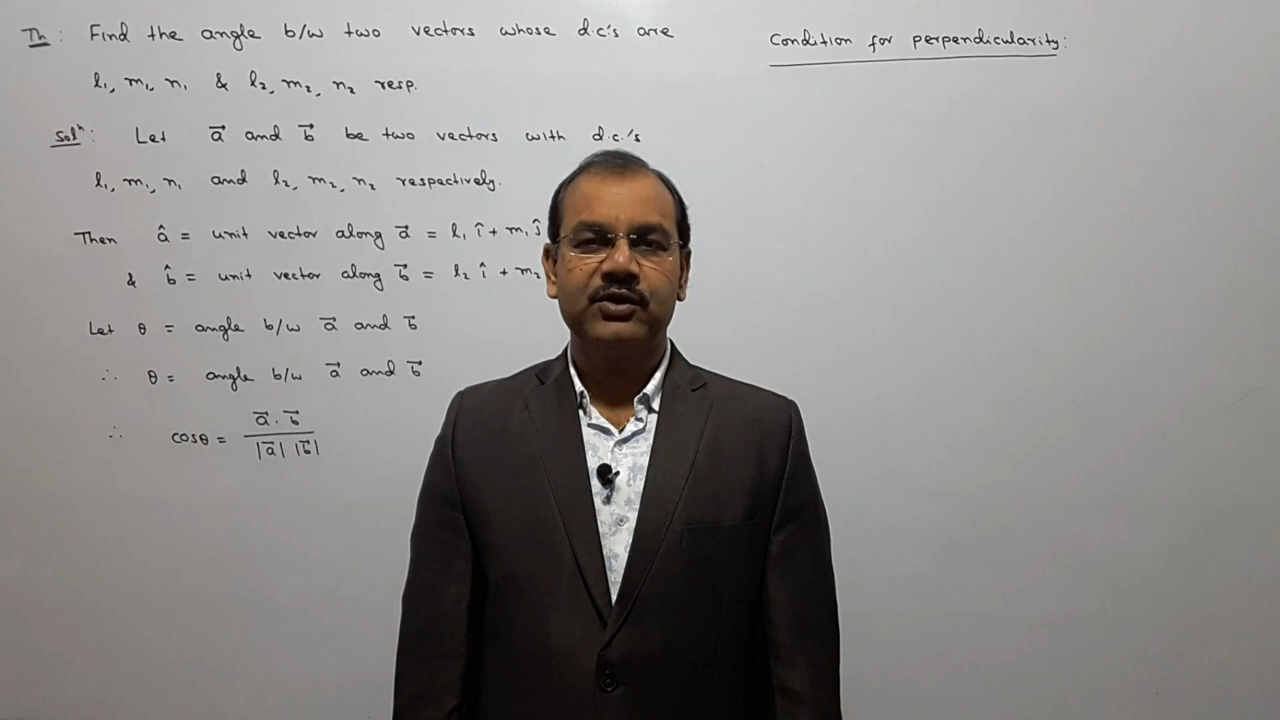 Th: Find the angle b/w two vectors whose d.c's are
l₁, m₁, n₁ & l₂, m₂, n₂ resp.
Solⁿ: Let a⃗ and b⃗ be two vectors with d.c.'s
l₁, m₁, n₁ and l₂, m₂, n₂ respectively.
Then â = unit vector along a⃗ = l₁ î + m₁ ĵ
& b̂ = unit vector along b⃗ = l₂ î + m₂
Let θ = angle b/w a⃗ and b⃗
∴ θ = angle b/w a⃗ and b⃗
∴ cosθ = a⃗ . b⃗ / |a⃗| |b⃗|
Condition for perpendicularity: